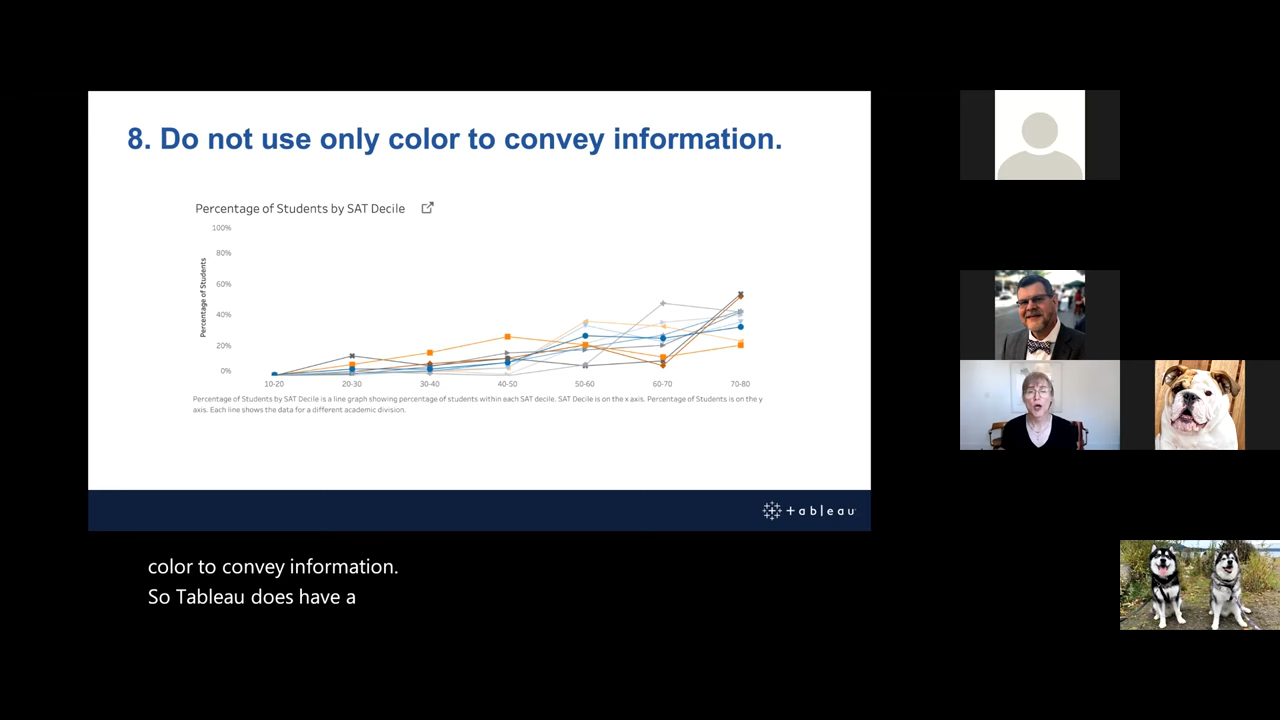 8. Do not use only color to convey information.
Percentage of Students by SAT Decile
100%
80%
60%
40%
20%
0%
Percentage of Students
10-20 20-30 30-40 40-50 50-60 60-70 70-80
Percentage of Students by SAT Decile is a line graph showing percentage of students within each SAT decile. SAT Decile is on the x axis. Percentage of Students is on the y
axis. Each line shows the data for a different academic division.
+ableau
color to convey information.
So Tableau does have a